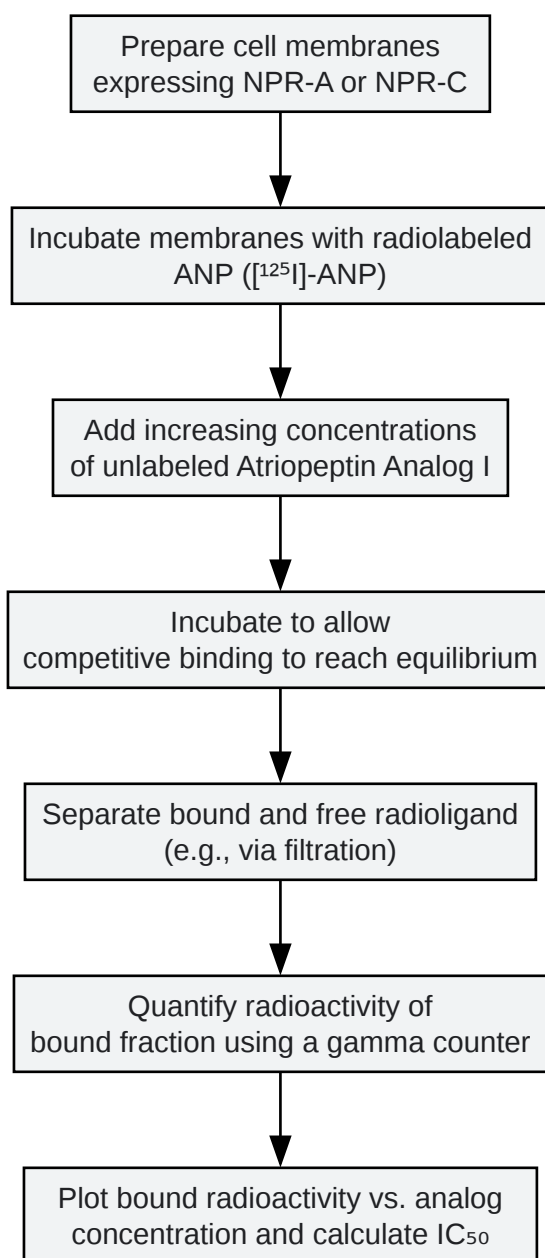 Prepare cell membranes
expressing NPR-A or NPR-C
Incubate membranes with radiolabeled
ANP ([¹²⁵I]-ANP)
Add increasing concentrations
of unlabeled Atriopeptin Analog I
Incubate to allow
competitive binding to reach equilibrium
Separate bound and free radioligand
(e.g., via filtration)
Quantify radioactivity of
bound fraction using a gamma counter
Plot bound radioactivity vs. analog
concentration and calculate IC₅₀